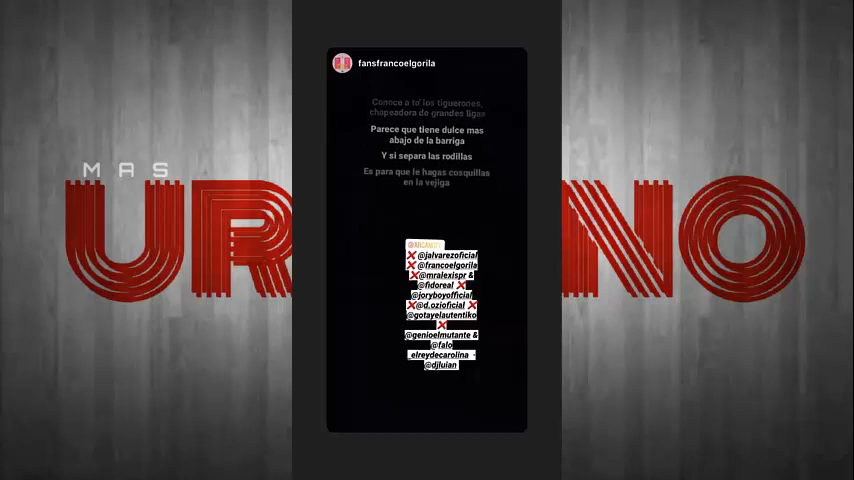 MAS
UR NO
fansfrancoelgorila
Conoce a to' los tiguerones,
chapeadora de grandes ligas
Parece que tiene dulce mas
abajo de la barriga
Y si separa las rodillas
Es para que le hagas cosquillas
en la vejiga
❌ @jalvarezoficial
❌ @francoelgorila
❌@mralexispr &
@fidoreal ❌
@joryboyofficial
❌@d.ozioficial ❌
@gotayelautentiko
❌
@genioelmutante &
@falo
_elreydecarolina -
@djluian